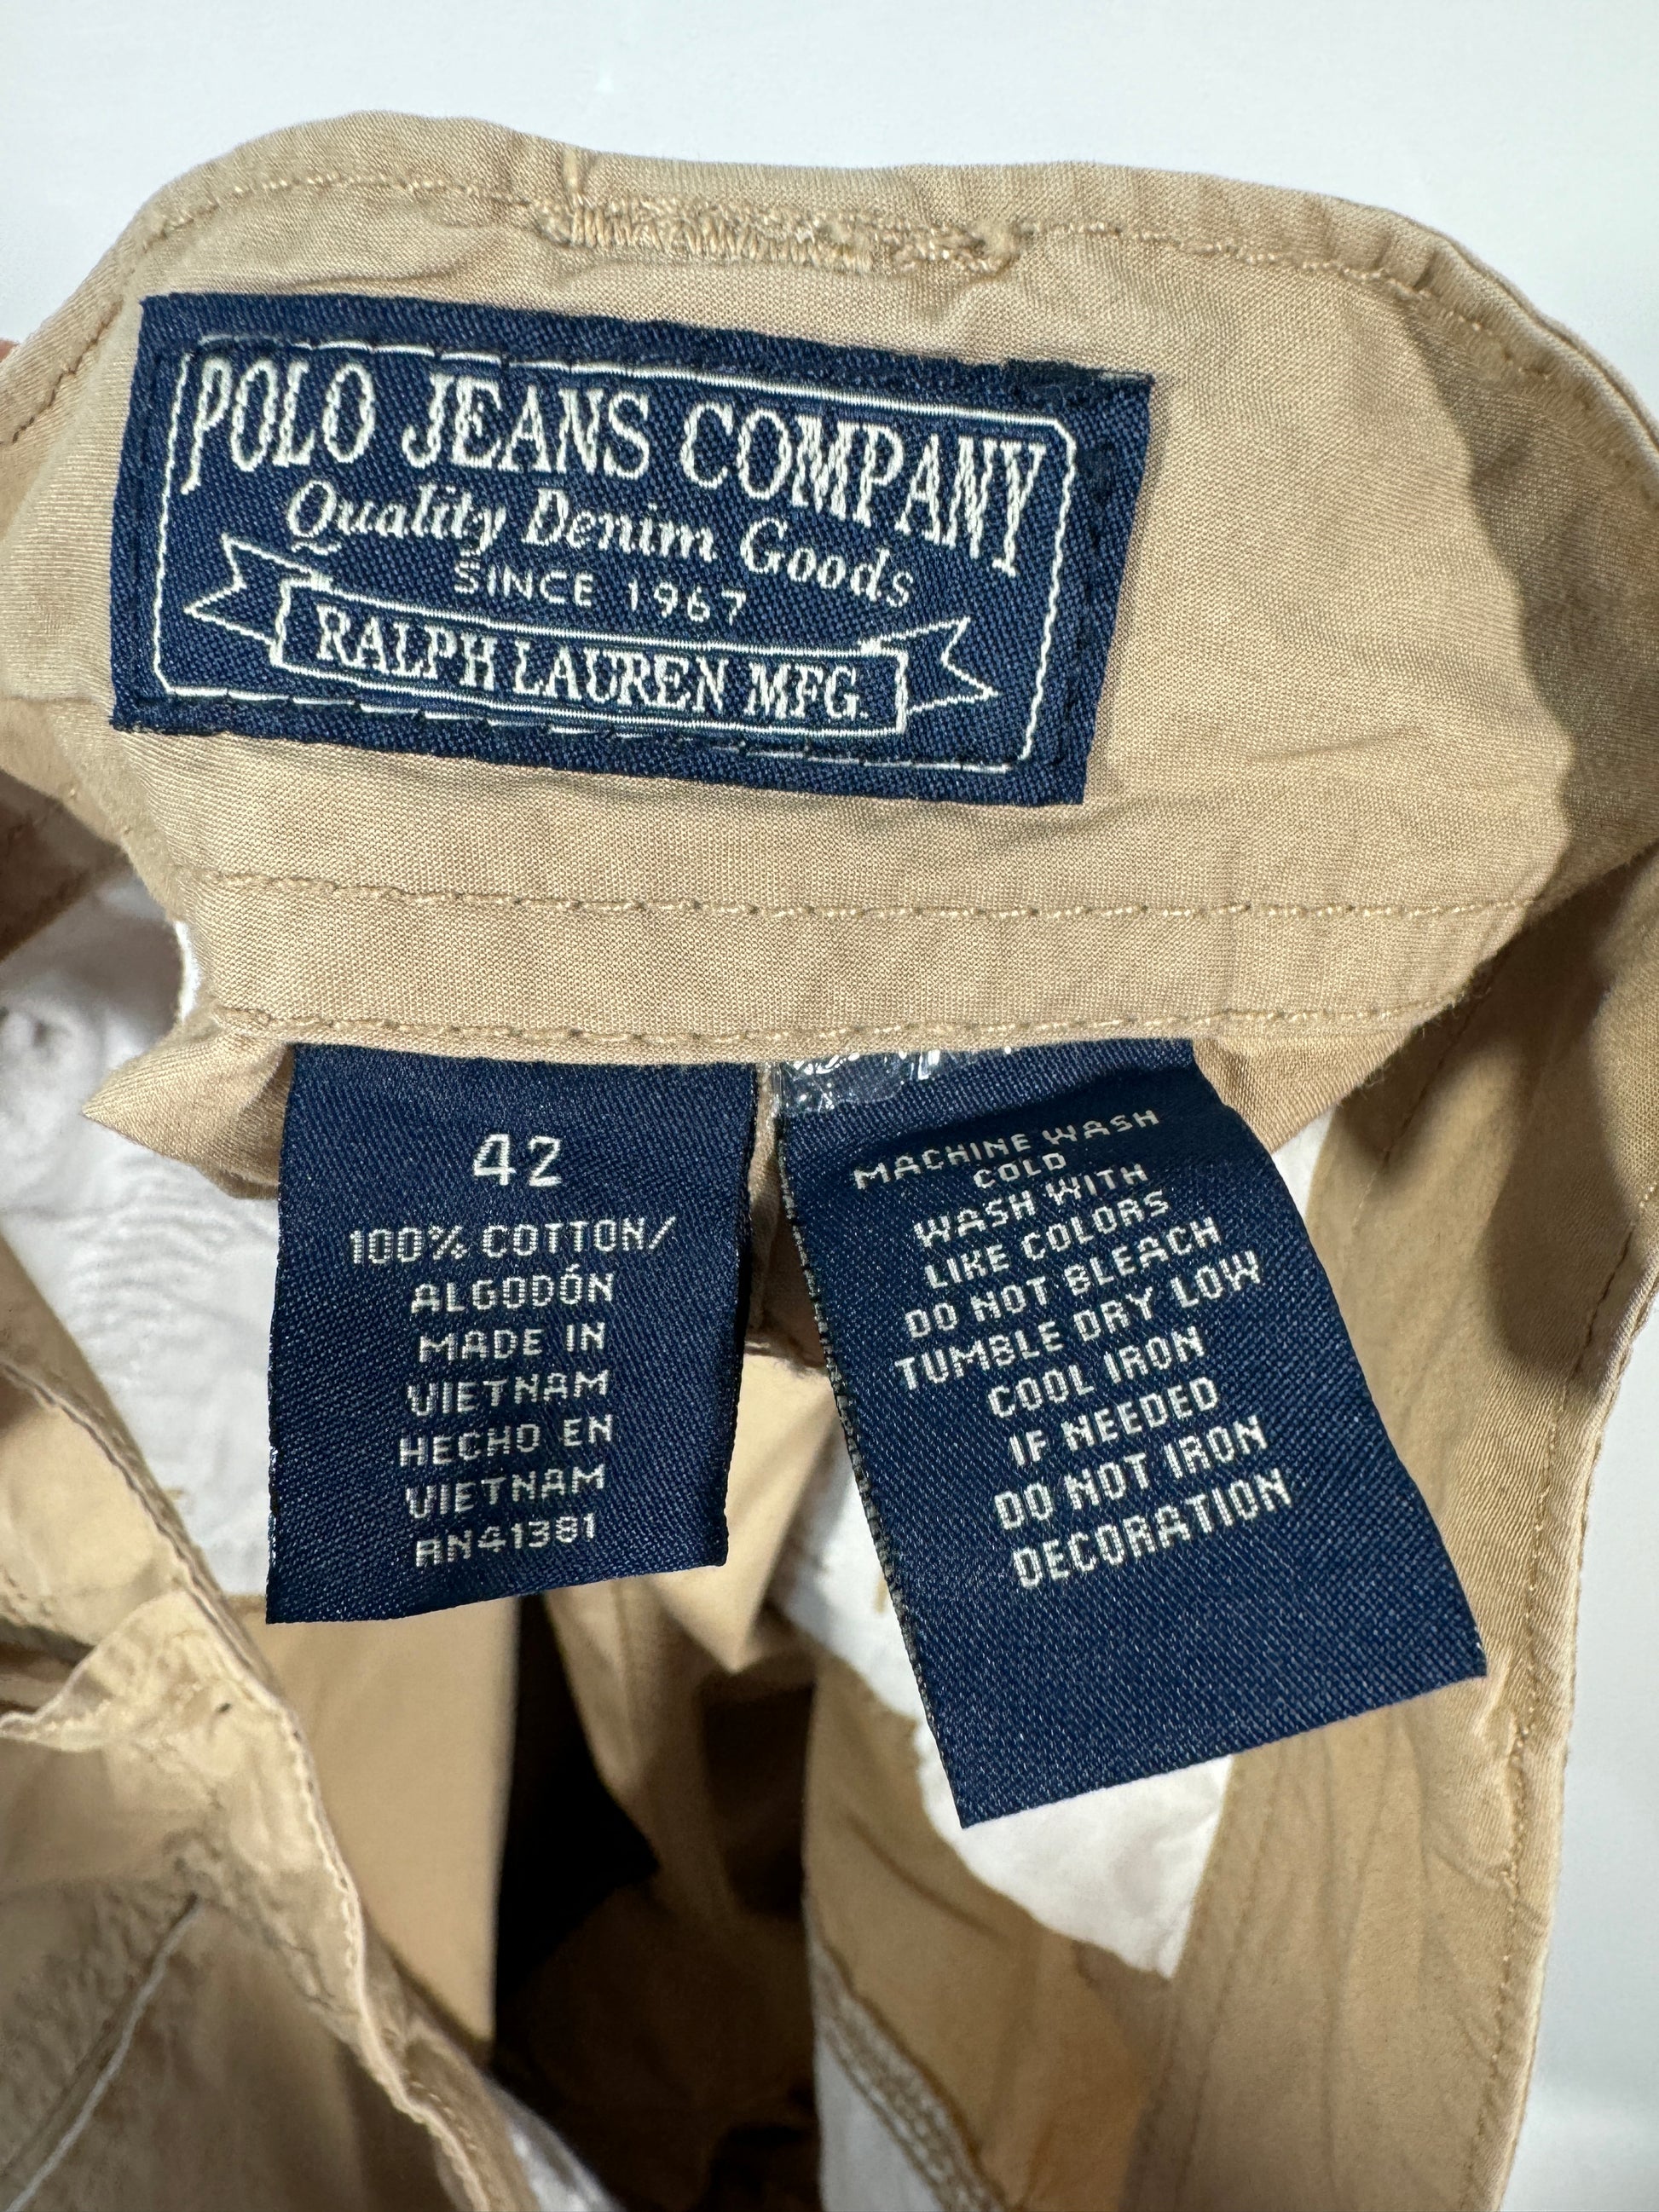 POLO JEANS COMPANY
Quality Denim Goods
SINCE 1967
RALPH LAUREN MFG.
42
100% COTTON/
ALGODÓN
MADE IN
VIETNAM
HECHO EN
VIETNAM
RN41381
MACHINE WASH
COLD
WASH WITH
LIKE COLORS
DO NOT BLEACH
TUMBLE DRY LOW
COOL IRON
IF NEEDED
DO NOT IRON
DECORATION